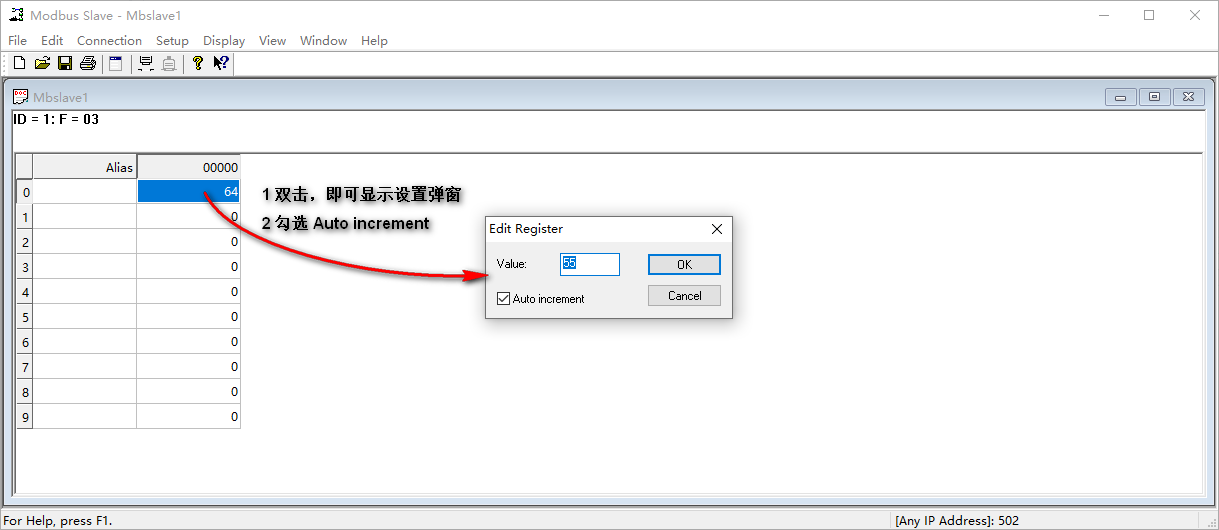 Modbus Slave - Mbslave1
File Edit Connection Setup Display View Window Help
Mbslave1
ID = 1: F = 03
Alias 00000
0 64
1 0
2 0
3 0
4 0
5 0
6 0
7 0
8 0
9 0
1 双击，即可显示设置弹窗
2 勾选 Auto increment
Edit Register
Value: 55
OK
Auto increment
Cancel
For Help, press F1.
[Any IP Address]: 502